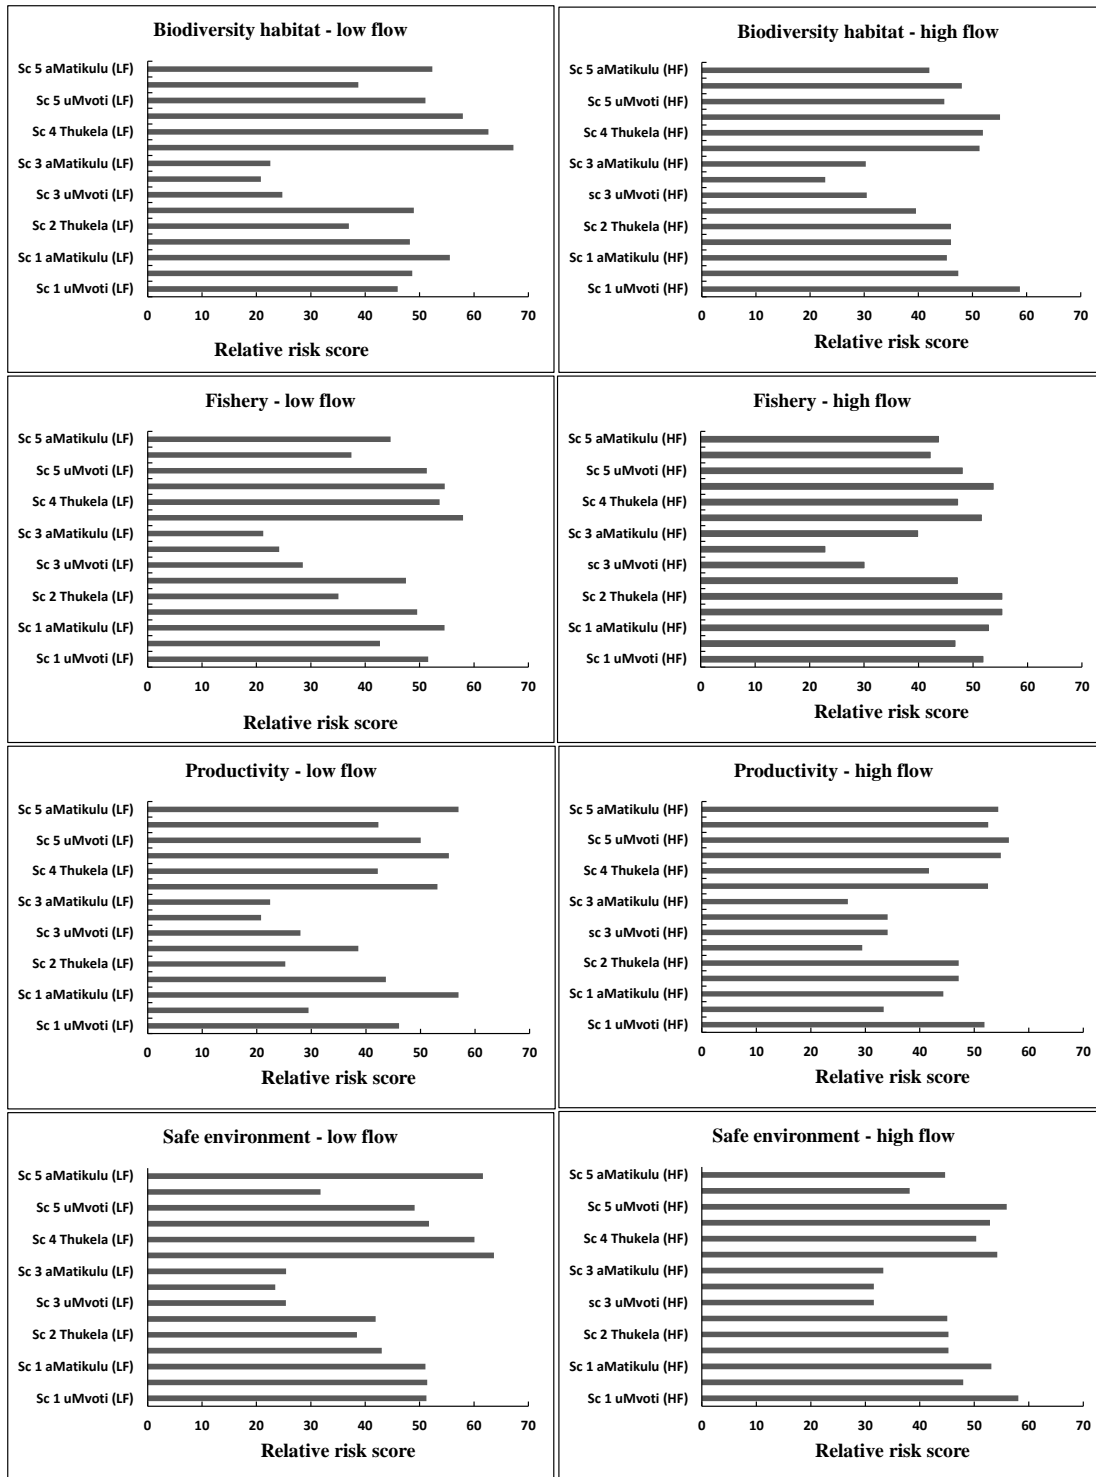 Biodiversity habitat - low flow
Sc 5 aMatikulu (LF)
Sc 5 uMvoti (LF)
Sc 4 Thukela (LF)
Sc 3 aMatikulu (LF)
Sc 3 uMvoti (LF)
Sc 2 Thukela (LF)
Sc 1 aMatikulu (LF)
Sc 1 uMvoti (LF)
0 10 20 30 40 50 60 70
Relative risk score
Biodiversity habitat - high flow
Sc 5 aMatikulu (HF)
Sc 5 uMvoti (HF)
Sc 4 Thukela (HF)
Sc 3 aMatikulu (HF)
sc 3 uMvoti (HF)
Sc 2 Thukela (HF)
Sc 1 aMatikulu (HF)
Sc 1 uMvoti (HF)
0 10 20 30 40 50 60 70
Relative risk score
Fishery - low flow
Sc 5 aMatikulu (LF)
Sc 5 uMvoti (LF)
Sc 4 Thukela (LF)
Sc 3 aMatikulu (LF)
Sc 3 uMvoti (LF)
Sc 2 Thukela (LF)
Sc 1 aMatikulu (LF)
Sc 1 uMvoti (LF)
0 10 20 30 40 50 60 70
Relative risk score
Fishery - high flow
Sc 5 aMatikulu (HF)
Sc 5 uMvoti (HF)
Sc 4 Thukela (HF)
Sc 3 aMatikulu (HF)
sc 3 uMvoti (HF)
Sc 2 Thukela (HF)
Sc 1 aMatikulu (HF)
Sc 1 uMvoti (HF)
0 10 20 30 40 50 60 70
Relative risk score
Productivity - low flow
Sc 5 aMatikulu (LF)
Sc 5 uMvoti (LF)
Sc 4 Thukela (LF)
Sc 3 aMatikulu (LF)
Sc 3 uMvoti (LF)
Sc 2 Thukela (LF)
Sc 1 aMatikulu (LF)
Sc 1 uMvoti (LF)
0 10 20 30 40 50 60 70
Relative risk score
Productivity - high flow
Sc 5 aMatikulu (HF)
Sc 5 uMvoti (HF)
Sc 4 Thukela (HF)
Sc 3 aMatikulu (HF)
sc 3 uMvoti (HF)
Sc 2 Thukela (HF)
Sc 1 aMatikulu (HF)
Sc 1 uMvoti (HF)
0 10 20 30 40 50 60 70
Relative risk score
Safe environment - low flow
Sc 5 aMatikulu (LF)
Sc 5 uMvoti (LF)
Sc 4 Thukela (LF)
Sc 3 aMatikulu (LF)
Sc 3 uMvoti (LF)
Sc 2 Thukela (LF)
Sc 1 aMatikulu (LF)
Sc 1 uMvoti (LF)
0 10 20 30 40 50 60 70
Relative risk score
Safe environment - high flow
Sc 5 aMatikulu (HF)
Sc 5 uMvoti (HF)
Sc 4 Thukela (HF)
Sc 3 aMatikulu (HF)
sc 3 uMvoti (HF)
Sc 2 Thukela (HF)
Sc 1 aMatikulu (HF)
Sc 1 uMvoti (HF)
0 10 20 30 40 50 60 70
Relative risk score